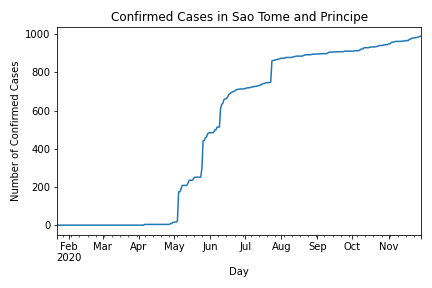 Confirmed Cases in Sao Tome and Principe
Number of Confirmed Cases
1000
800
600
400
200
0
Feb Mar Apr May Jun Jul Aug Sep Oct Nov
2020
Day